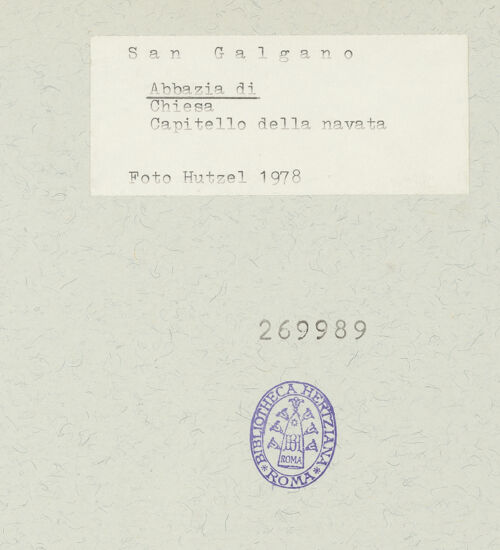 San Galgano
Abbazia di
Chiesa
Capitello della navata
Foto Hutzel 1978
269989
BIBLIOTHECA HERTZIANA
BH
ROMA
* ROMA *